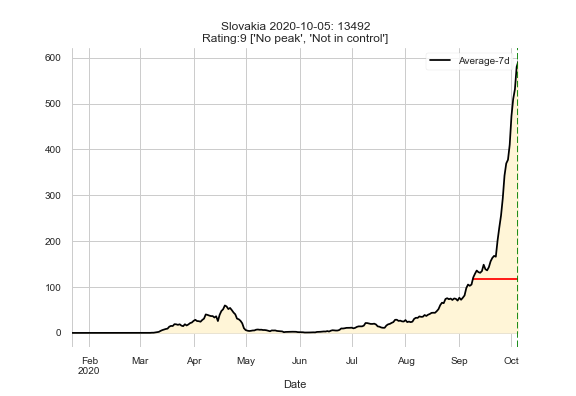 Slovakia 2020-10-05: 13492
Rating:9 ['No peak', 'Not in control']
Average-7d
600
500
400
300
200
100
0
Feb Mar Apr May Jun Jul Aug Sep Oct
2020
Date